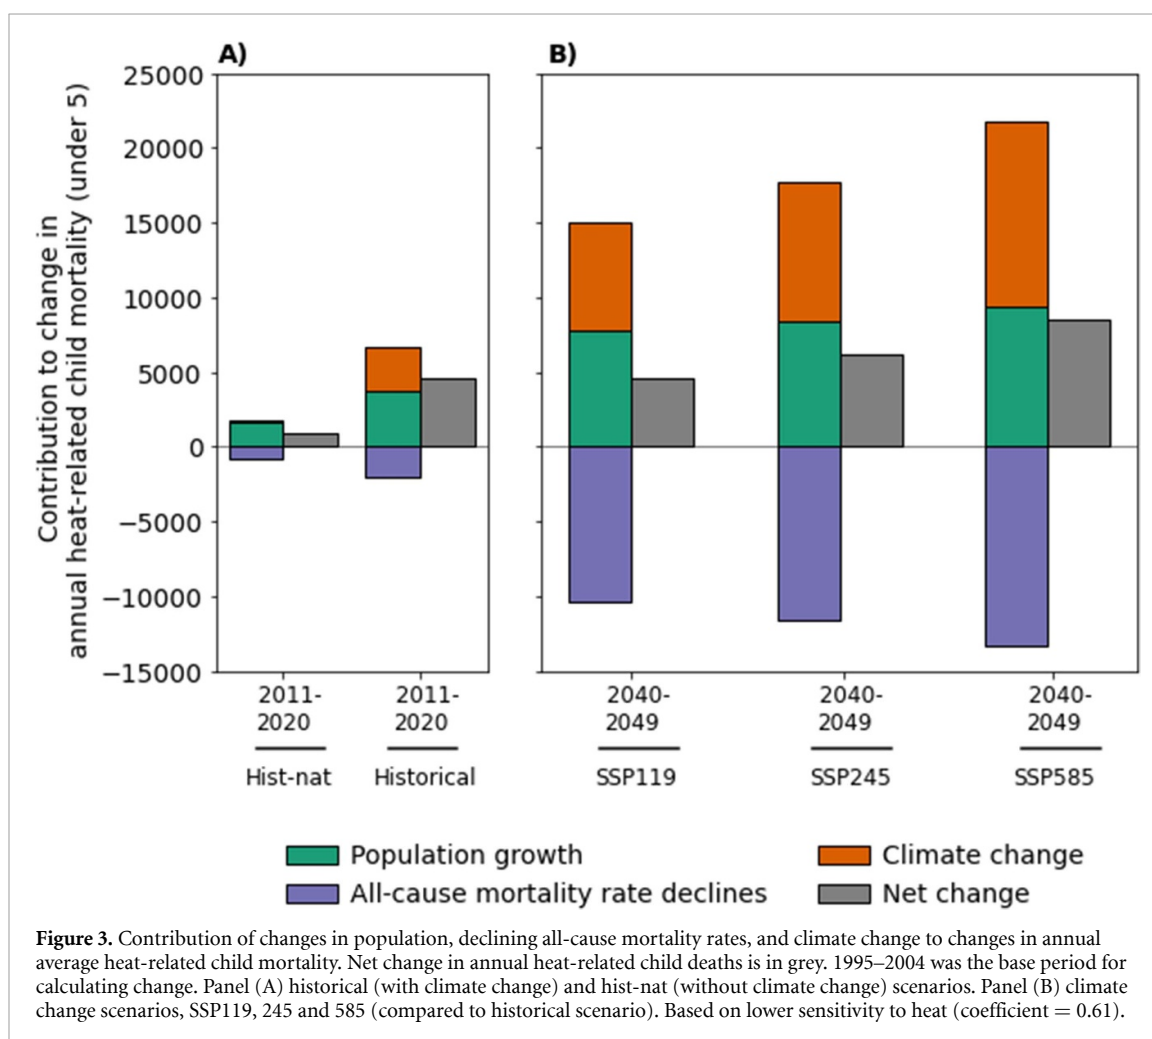 A)
B)
Contribution to change in
annual heat-related child mortality (under 5)
25000
20000
15000
10000
5000
0
−5000
−10000
−15000
2011-
2020
Hist-nat
2011-
2020
Historical
2040-
2049
SSP119
2040-
2049
SSP245
2040-
2049
SSP585
Population growth
Climate change
All-cause mortality rate declines
Net change
Figure 3. Contribution of changes in population, declining all-cause mortality rates, and climate change to changes in annual
average heat-related child mortality. Net change in annual heat-related child deaths is in grey. 1995–2004 was the base period for
calculating change. Panel (A) historical (with climate change) and hist-nat (without climate change) scenarios. Panel (B) climate
change scenarios, SSP119, 245 and 585 (compared to historical scenario). Based on lower sensitivity to heat (coefficient = 0.61).